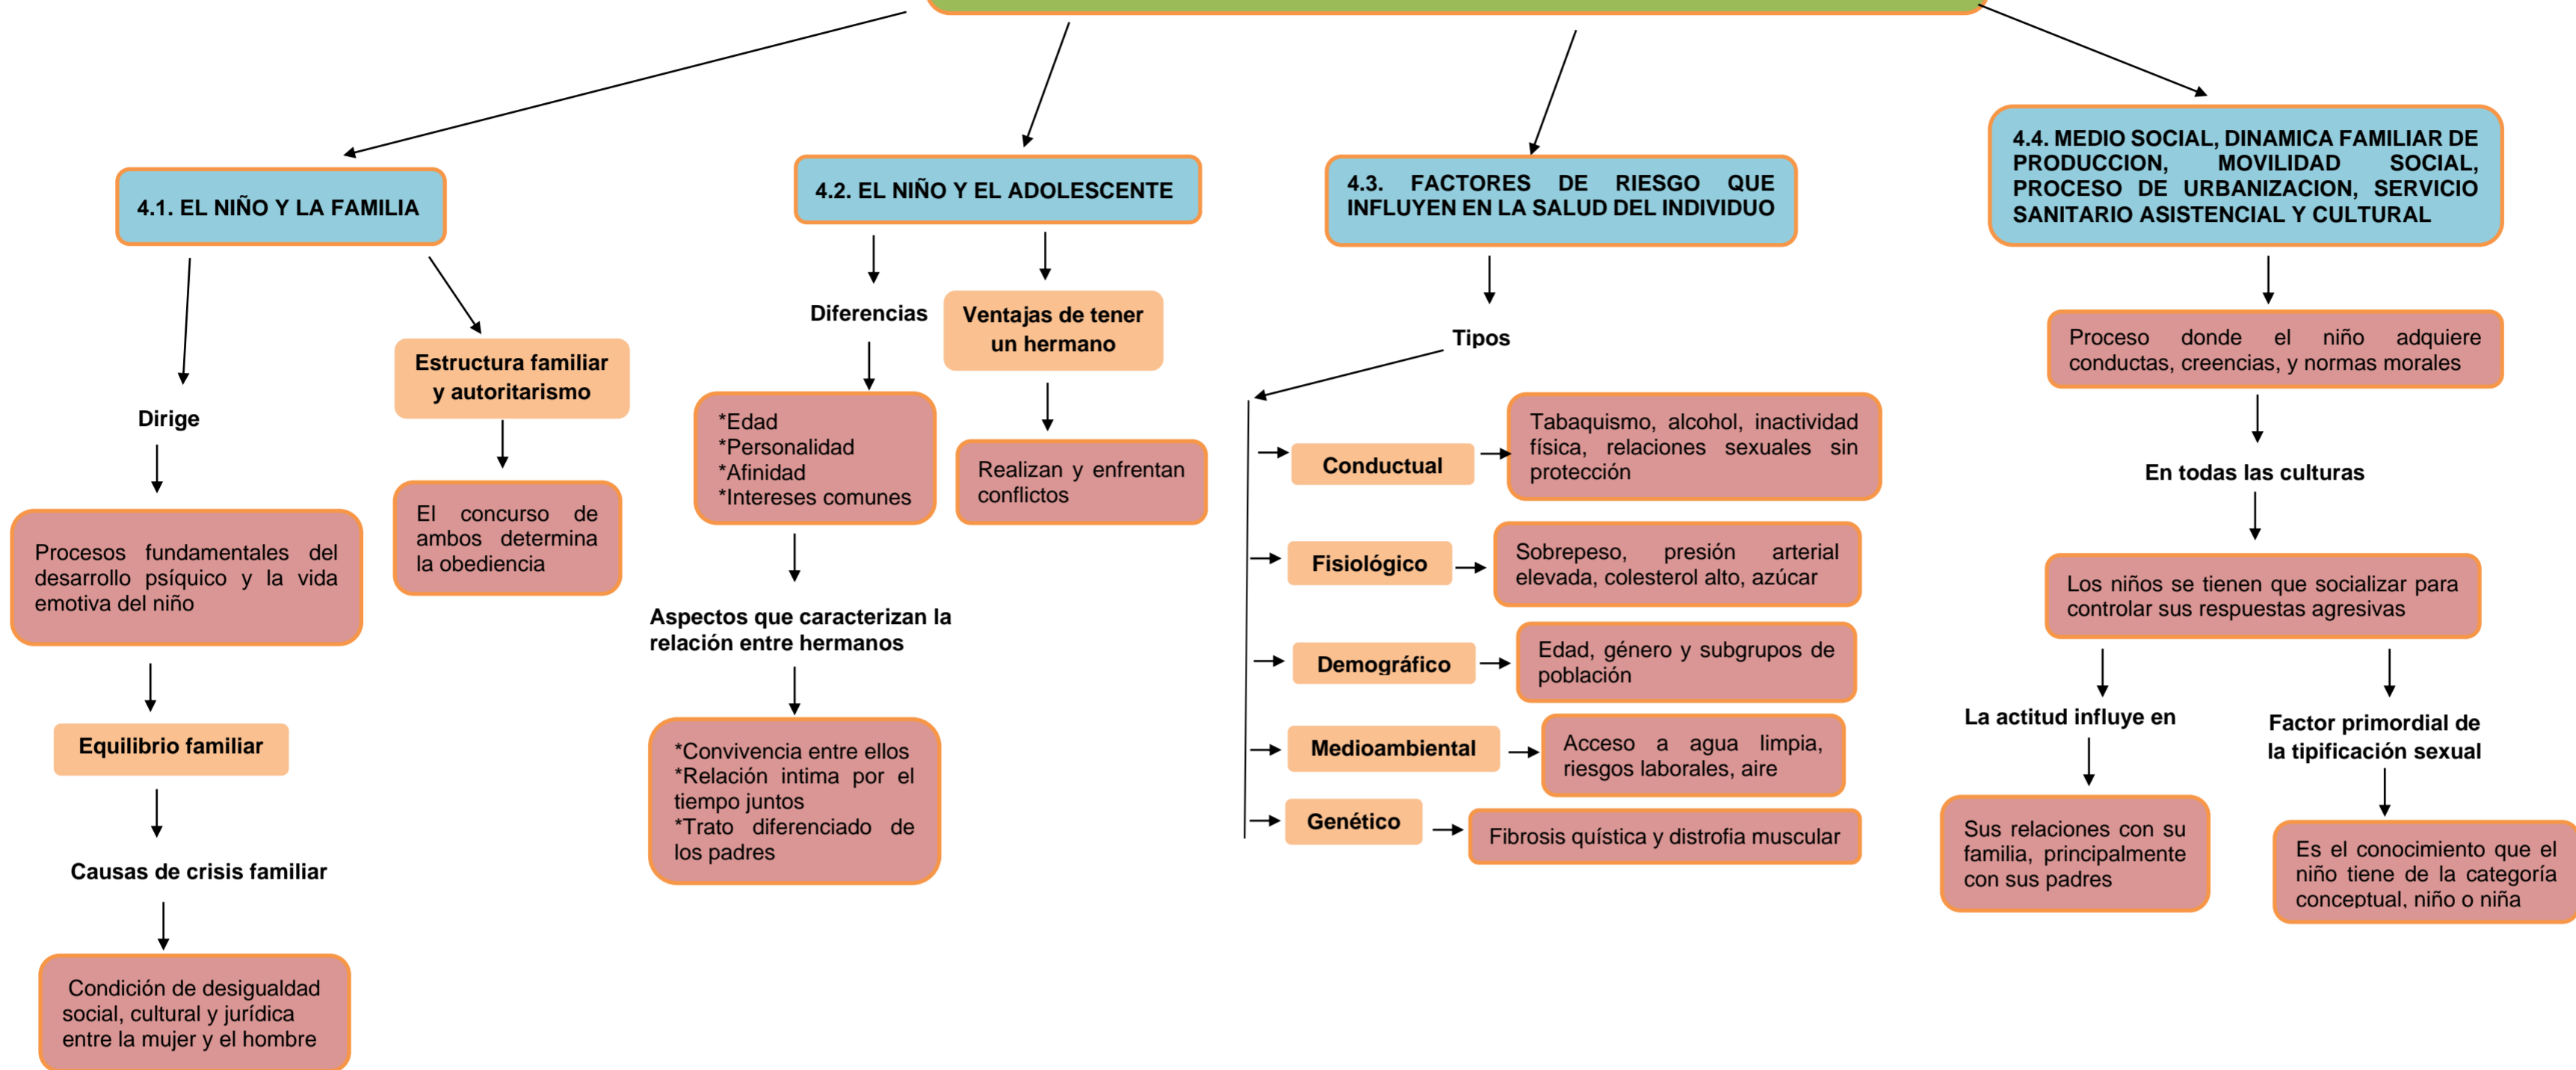 4.1. EL NIÑO Y LA FAMILIA
Dirige
Procesos fundamentales del
desarrollo psíquico y la vida
emotiva del niño
Equilibrio familiar
Causas de crisis familiar
Condición de desigualdad
social, cultural y jurídica
entre la mujer y el hombre
Estructura familiar
y autoritarismo
El concurso de
ambos determina
la obediencia
4.2. EL NIÑO Y EL ADOLESCENTE
Diferencias
*Edad
*Personalidad
*Afinidad
*Intereses comunes
Aspectos que caracterizan la
relación entre hermanos
*Convivencia entre ellos
*Relación intima por el
tiempo juntos
*Trato diferenciado de
los padres
Ventajas de tener
un hermano
Realizan y enfrentan
conflictos
4.3. FACTORES DE RIESGO QUE
INFLUYEN EN LA SALUD DEL INDIVIDUO
Tipos
Conductual
Tabaquismo, alcohol, inactividad
física, relaciones sexuales sin
protección
Fisiológico
Sobrepeso, presión arterial
elevada, colesterol alto, azúcar
Demográfico
Edad, género y subgrupos de
población
Medioambiental
Acceso a agua limpia,
riesgos laborales, aire
Genético
Fibrosis quística y distrofia muscular
4.4. MEDIO SOCIAL, DINAMICA FAMILIAR DE
PRODUCCION, MOVILIDAD SOCIAL,
PROCESO DE URBANIZACION, SERVICIO
SANITARIO ASISTENCIAL Y CULTURAL
Proceso donde el niño adquiere
conductas, creencias, y normas morales
En todas las culturas
Los niños se tienen que socializar para
controlar sus respuestas agresivas
La actitud influye en
Sus relaciones con su
familia, principalmente
con sus padres
Factor primordial de
la tipificación sexual
Es el conocimiento que el
niño tiene de la categoría
conceptual, niño o niña